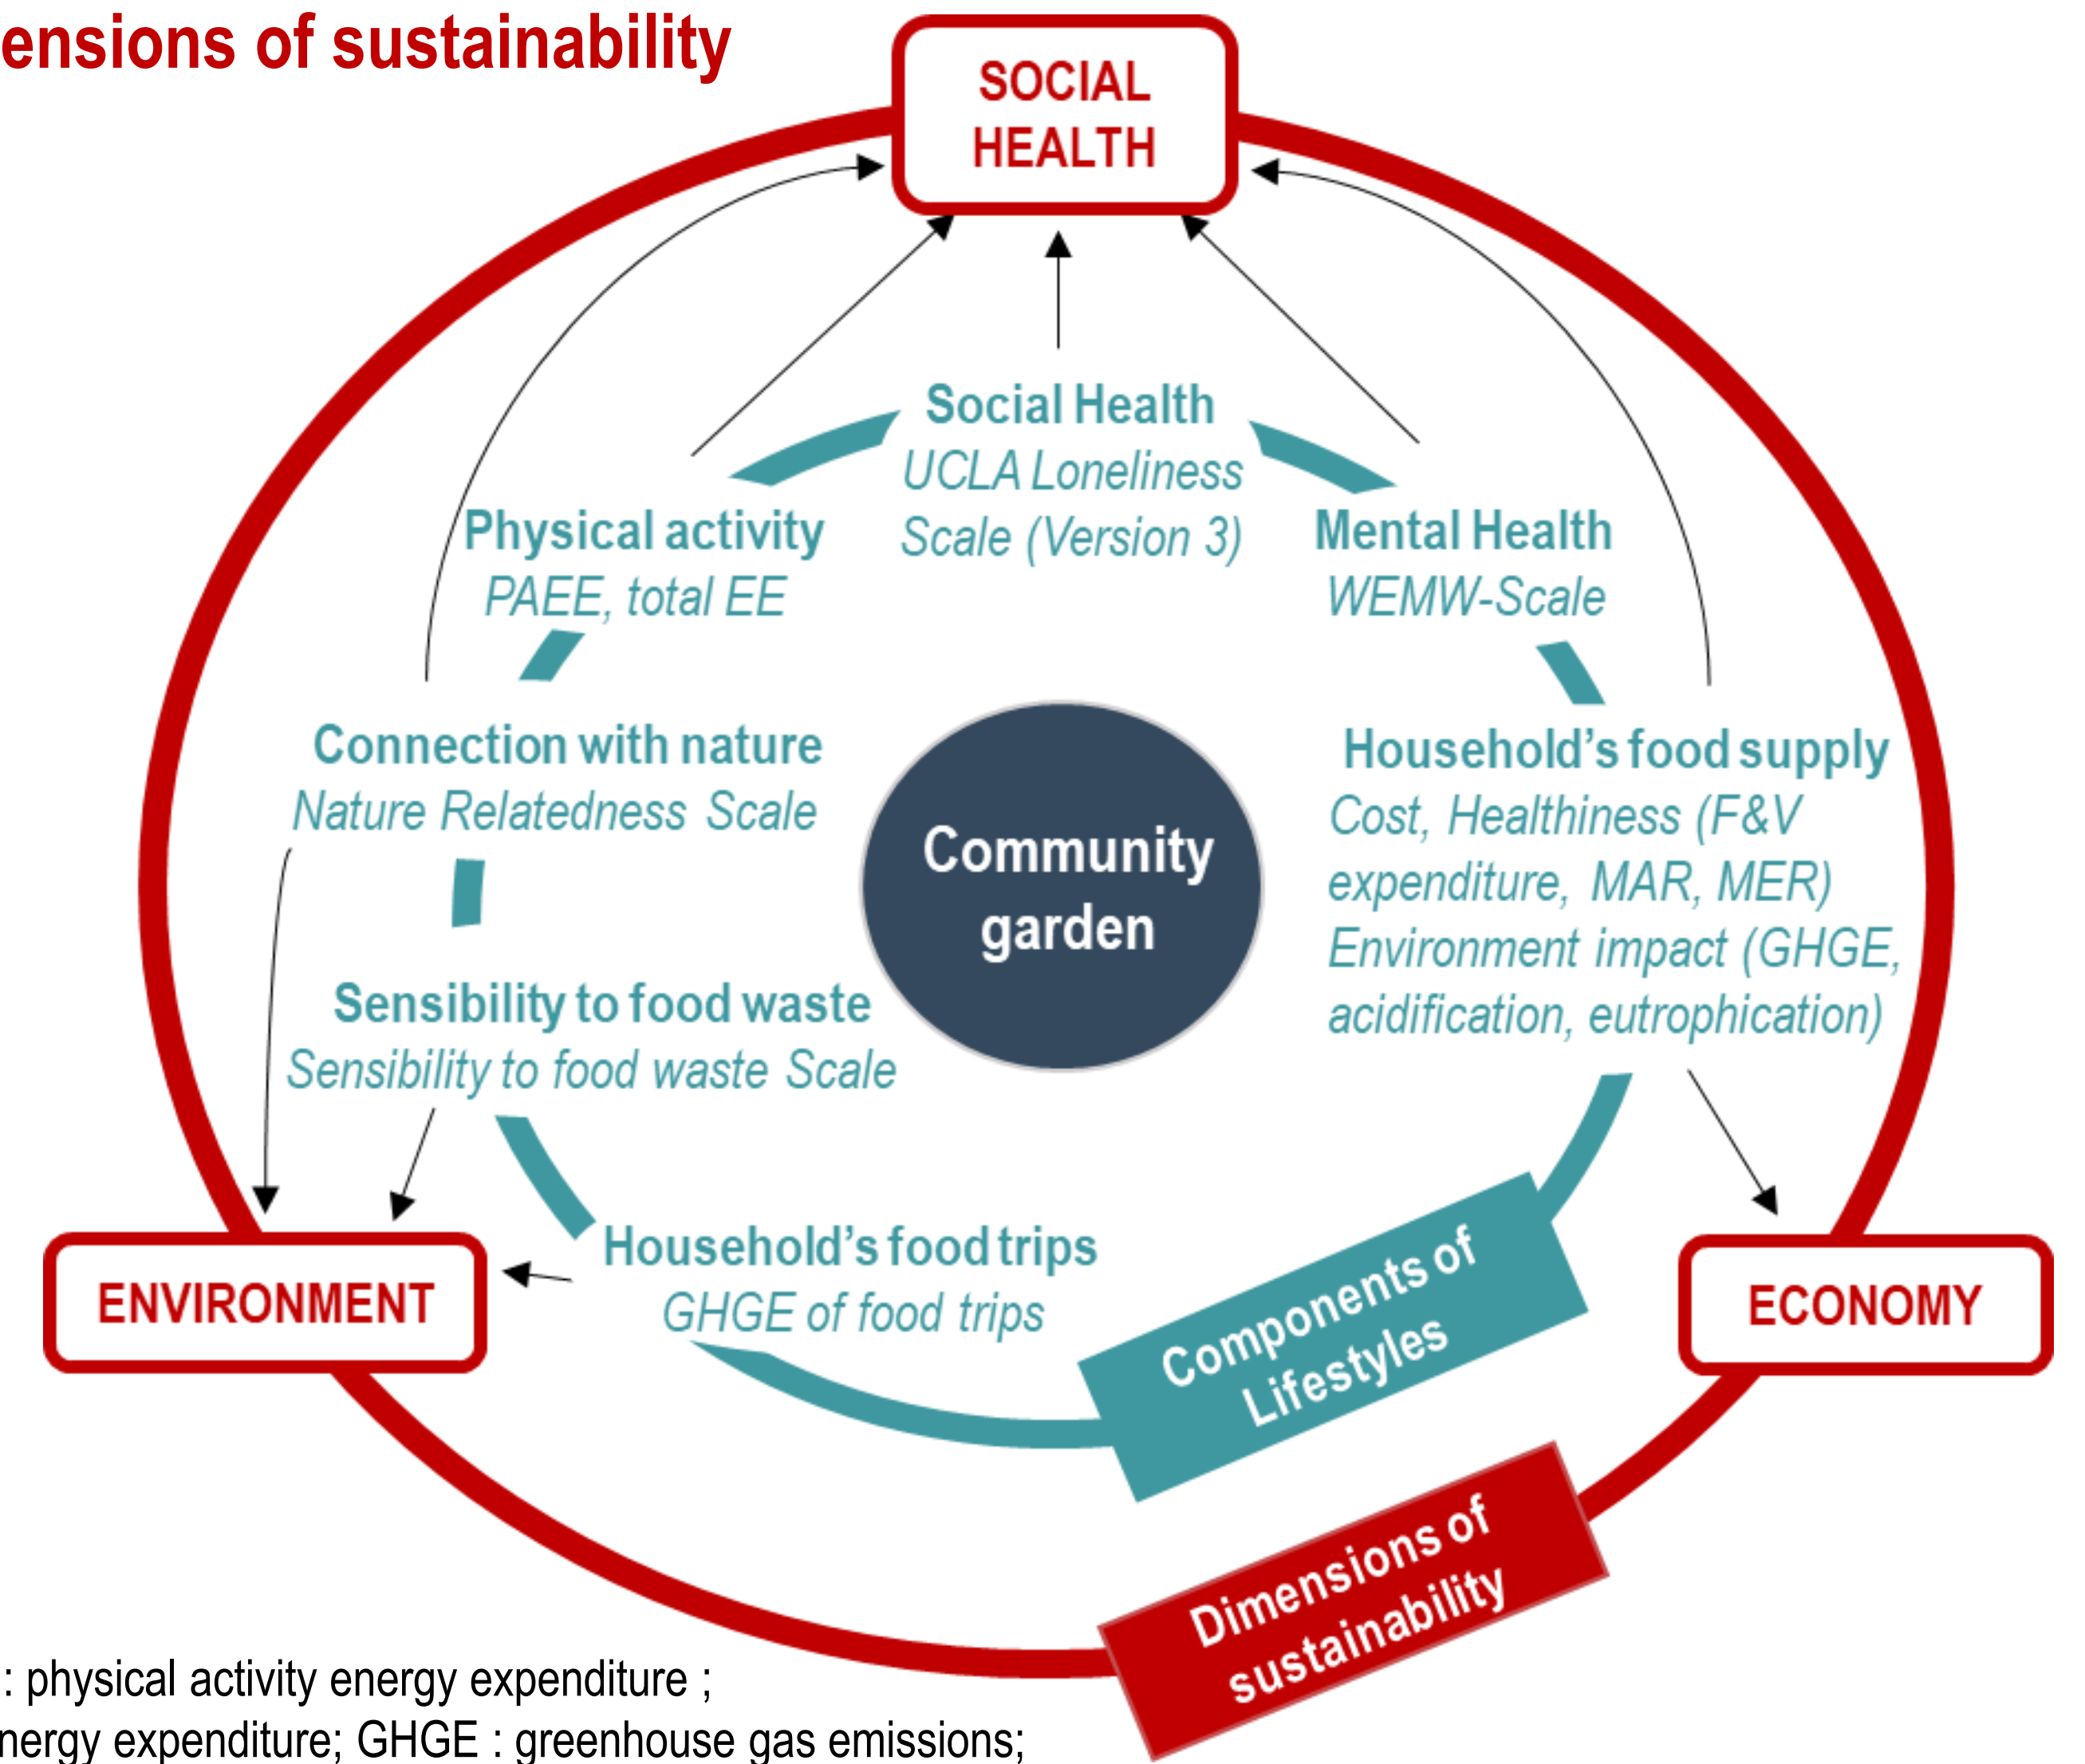 ensions of sustainability
SOCIAL
HEALTH
Social Health
UCLA Loneliness
Scale (Version 3)
Physical activity
PAEE, total EE
Mental Health
WEMW-Scale
Connection with nature
Nature Relatedness Scale
Household’s food supply
Cost, Healthiness (F&V
expenditure, MAR, MER)
Environment impact (GHGE,
acidification, eutrophication)
Community
garden
Sensibility to food waste
Sensibility to food waste Scale
Household’s food trips
GHGE of food trips
ENVIRONMENT
ECONOMY
Components of
Lifestyles
Dimensions of
sustainability
: physical activity energy expenditure ;
nergy expenditure; GHGE : greenhouse gas emissions;